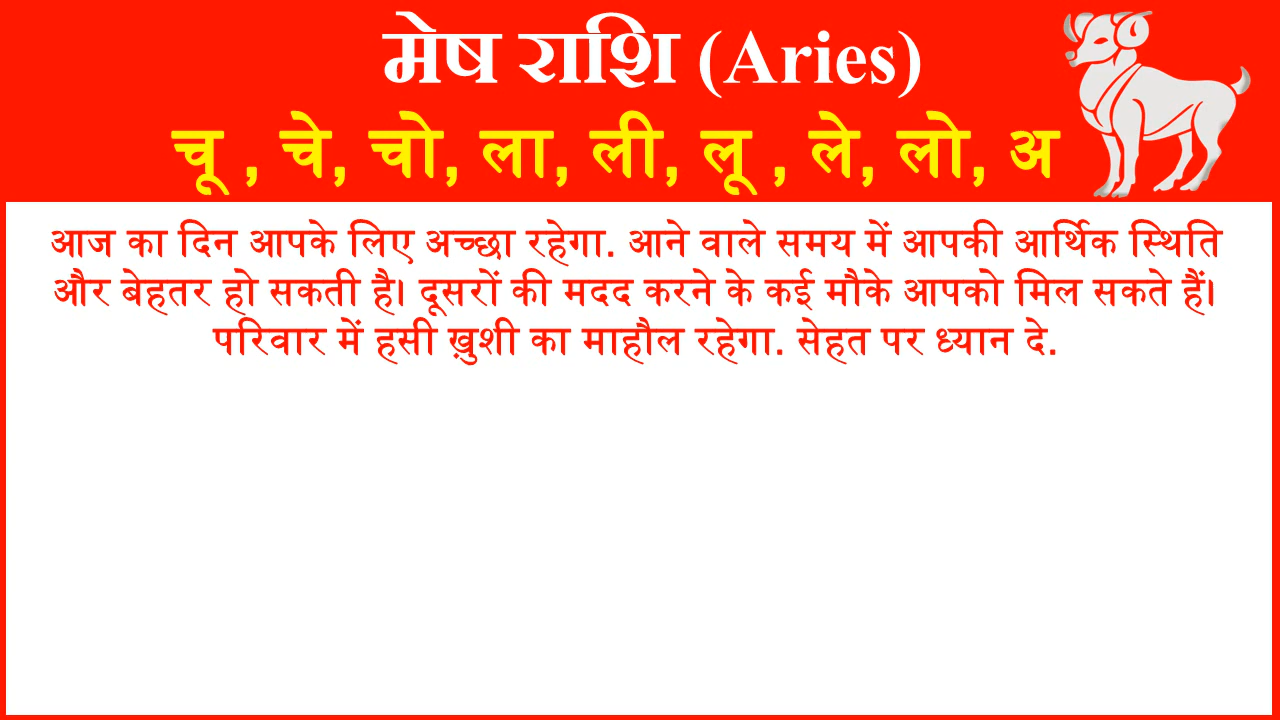 मेष राशि (Aries)
चू , चे, चो, ला, ली, लू , ले, लो, अ
आज का दिन आपके लिए अच्छा रहेगा. आने वाले समय में आपकी आर्थिक स्थिति
और बेहतर हो सकती है। दूसरों की मदद करने के कई मौके आपको मिल सकते हैं।
परिवार में हसी ख़ुशी का माहौल रहेगा. सेहत पर ध्यान दे.